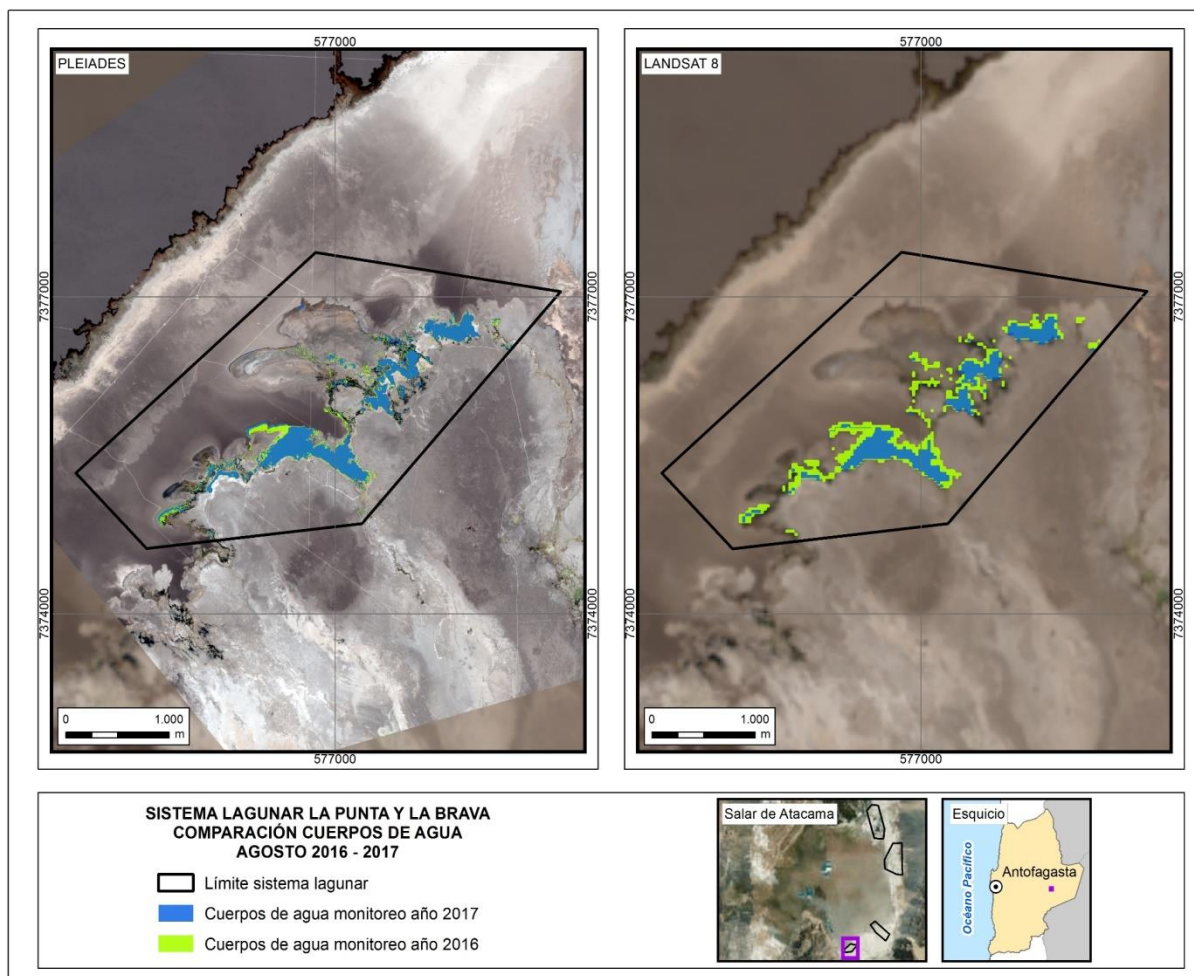 577000
PLEIADES
7377000
7377000
7374000
7374000
0
1.000
m
577000
577000
LANDSAT 8
7377000
7377000
7374000
7374000
0
1.000
m
577000
SISTEMA LAGUNAR LA PUNTA Y LA BRAVA
COMPARACIÓN CUERPOS DE AGUA
AGOSTO 2016 - 2017
Límite sistema lagunar
Cuerpos de agua monitoreo año 2017
Cuerpos de agua monitoreo año 2016
Salar de Atacama
Esquicio
Océano Pacífico
Antofagasta